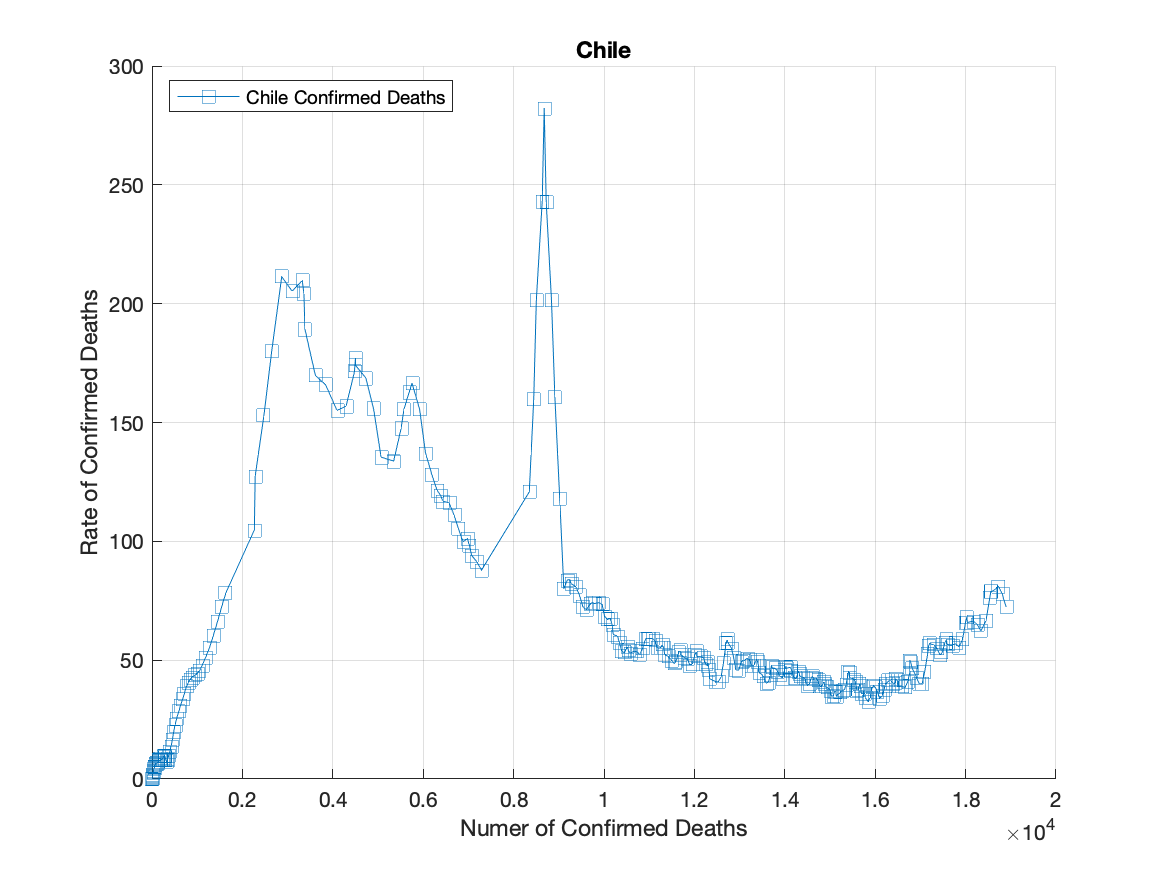 Chile
Chile Confirmed Deaths
300
250
200
150
100
50
0
Rate of Confirmed Deaths
0 0.2 0.4 0.6 0.8 1 1.2 1.4 1.6 1.8 2
Numer of Confirmed Deaths
×10⁴